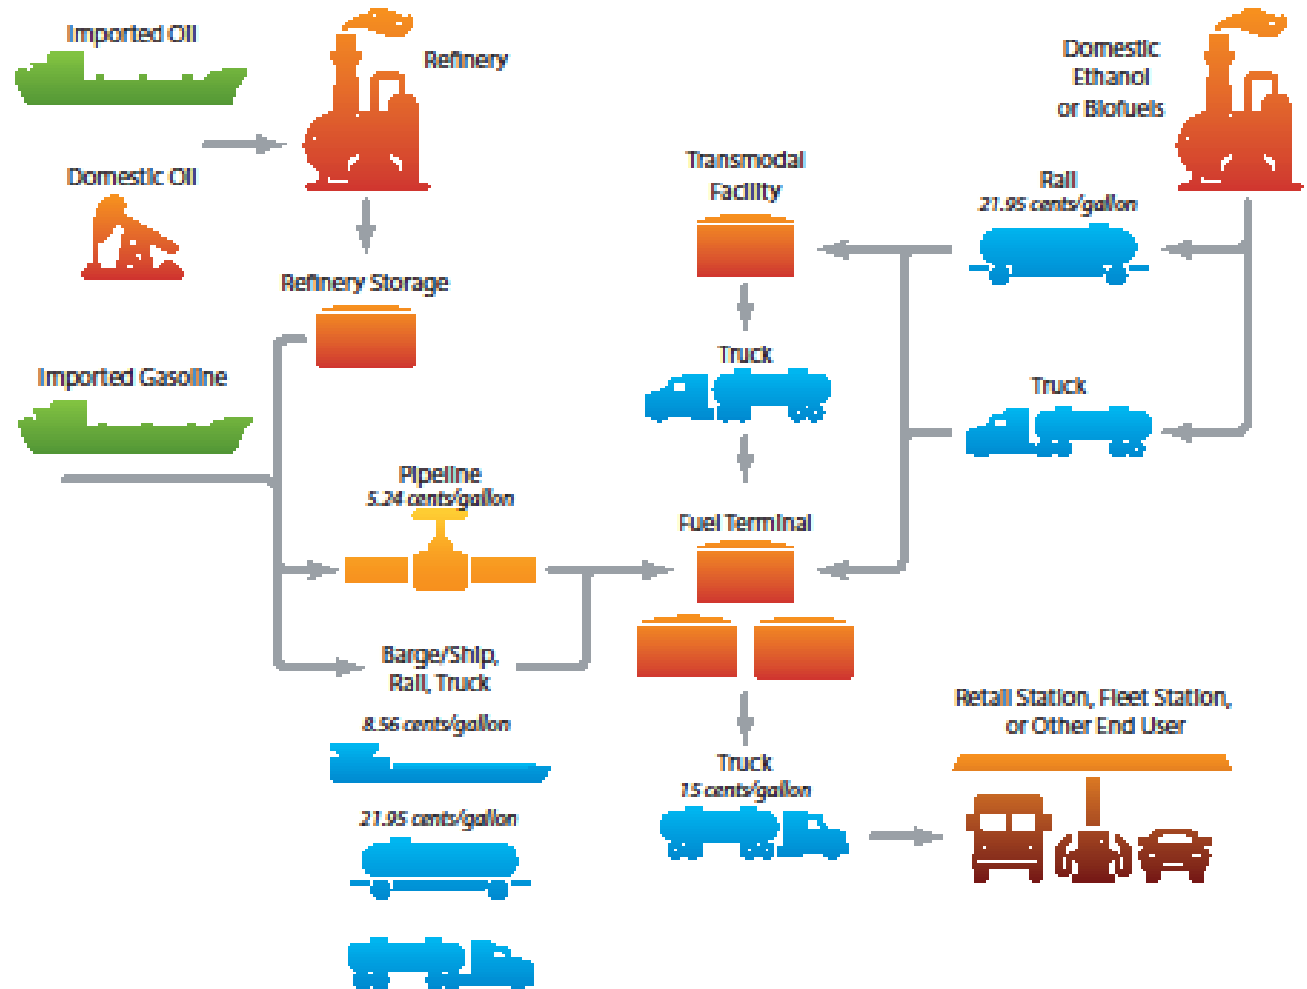 Imported Oil
Refinery
Domestic Oil
Refinery Storage
Imported Gasoline
Pipeline
5.24 cents/gallon
Barge/Ship,
Rail, Truck
8.56 cents/gallon
21.95 cents/gallon
Transmodal
Facility
Truck
Fuel Terminal
Truck
15 cents/gallon
Domestic
Ethanol
or Biofuels
Rail
21.95 cents/gallon
Truck
Retail Station, Fleet Station,
or Other End User